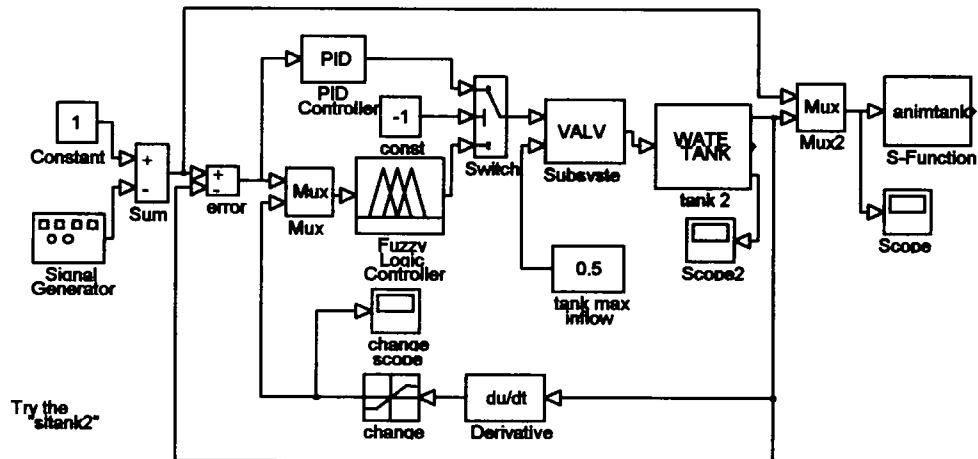 PID
PID
Controller
1
Constant
-1
const
+
-
Sum
+
-
error
Mux
Mux
Fuzzy
Logic
Controller
Switch
VALV
Subsvste
WATE
TANK
tank 2
Mux
Mux2
animtank
S-Function
Scope
Scope2
Signal
Generator
0.5
tank max
inflow
change
scope
change
du/dt
Derivative
Try the
"sltank2"